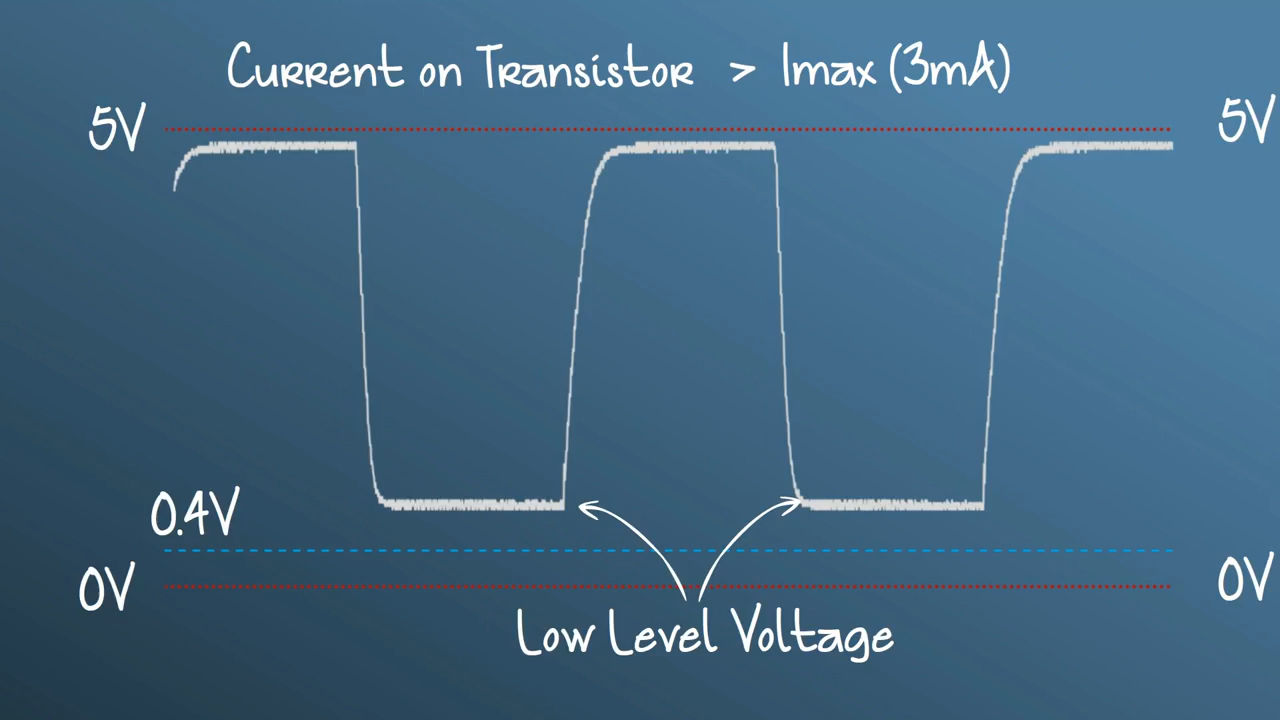 Current on Transistor > Imax (3mA)
5V
5V
0.4V
0V
0V
Low Level Voltage